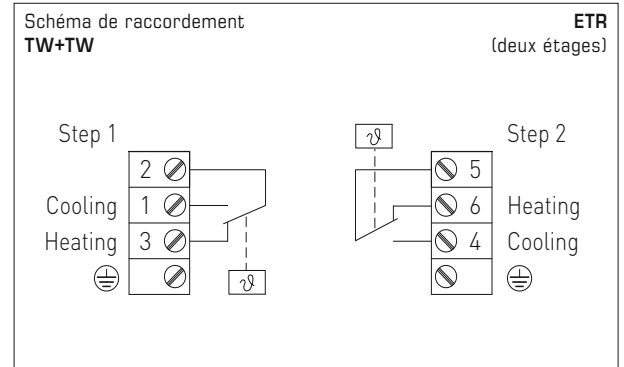 Schéma de raccordement ETR
TW+TW (deux étages)
Step 1 ϑ Step 2
2 5
Cooling 1 6 Heating
Heating 3 4 Cooling
ϑ